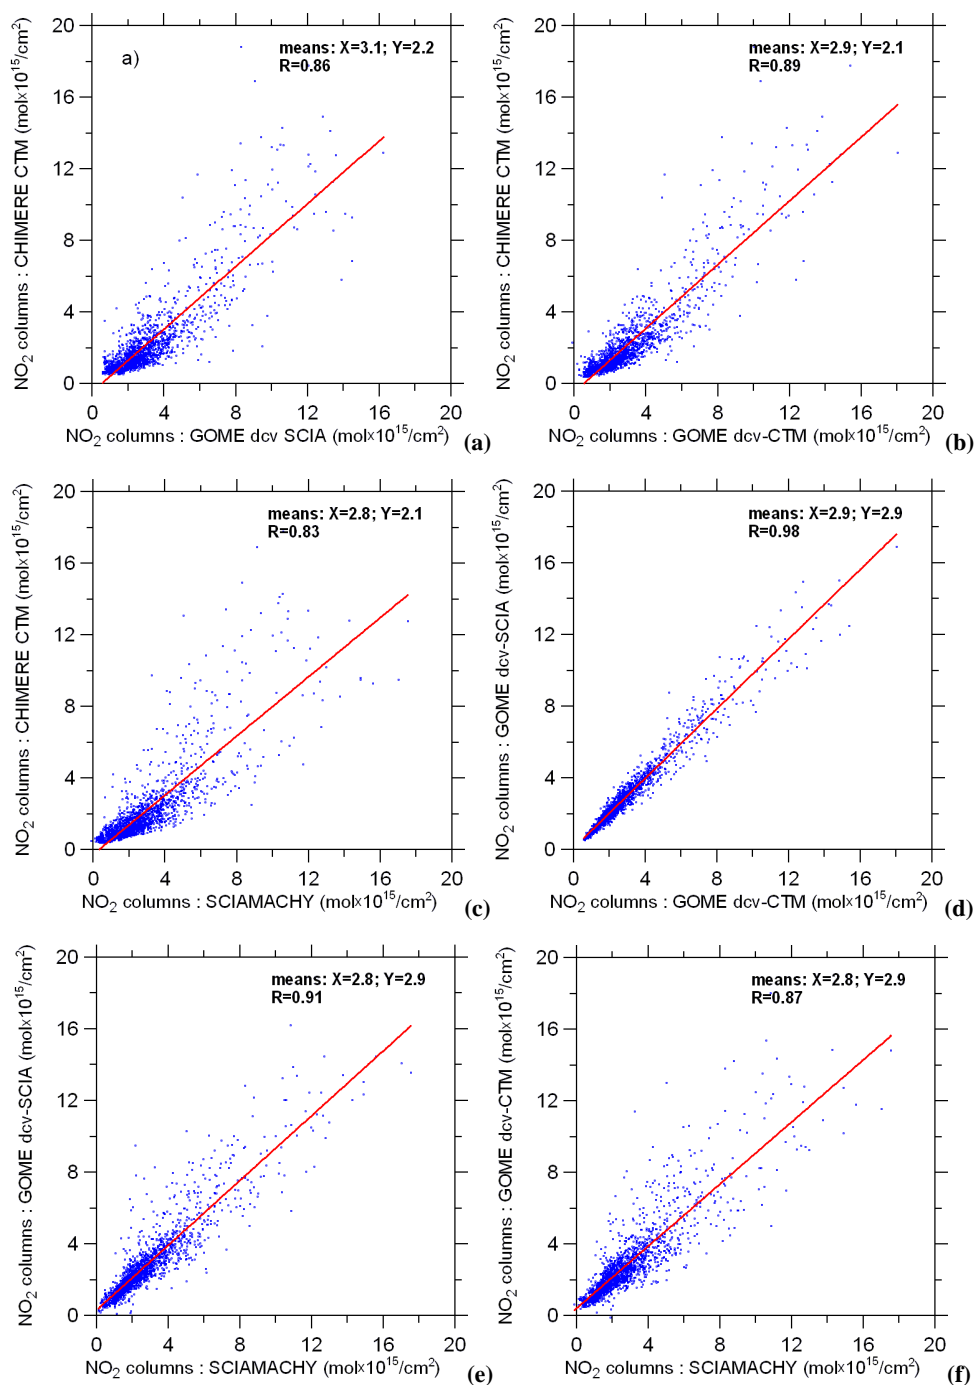 NO2 columns : CHIMERE CTM (mol×10^15/cm^2)
20
16
12
8
4
0
a)
means: X=3.1; Y=2.2
R=0.86
0 4 8 12 16 20
NO2 columns : GOME dcv SCIA (mol×10^15/cm^2)
(a)
NO2 columns : CHIMERE CTM (mol×10^15/cm^2)
20
16
12
8
4
0
means: X=2.9; Y=2.1
R=0.89
0 4 8 12 16 20
NO2 columns : GOME dcv-CTM (mol×10^15/cm^2)
(b)
NO2 columns : CHIMERE CTM (mol×10^15/cm^2)
20
16
12
8
4
0
means: X=2.8; Y=2.1
R=0.83
0 4 8 12 16 20
NO2 columns : SCIAMACHY (mol×10^15/cm^2)
(c)
NO2 columns : GOME dcv-SCIA (mol×10^15/cm^2)
20
16
12
8
4
0
means: X=2.9; Y=2.9
R=0.98
0 4 8 12 16 20
NO2 columns : GOME dcv-CTM (mol×10^15/cm^2)
(d)
NO2 columns : GOME dcv-SCIA (mol×10^15/cm^2)
20
16
12
8
4
0
means: X=2.8; Y=2.9
R=0.91
0 4 8 12 16 20
NO2 columns : SCIAMACHY (mol×10^15/cm^2)
(e)
NO2 columns : GOME dcv-CTM (mol×10^15/cm^2)
20
16
12
8
4
0
means: X=2.8; Y=2.9
R=0.87
0 4 8 12 16 20
NO2 columns : SCIAMACHY (mol×10^15/cm^2)
(f)